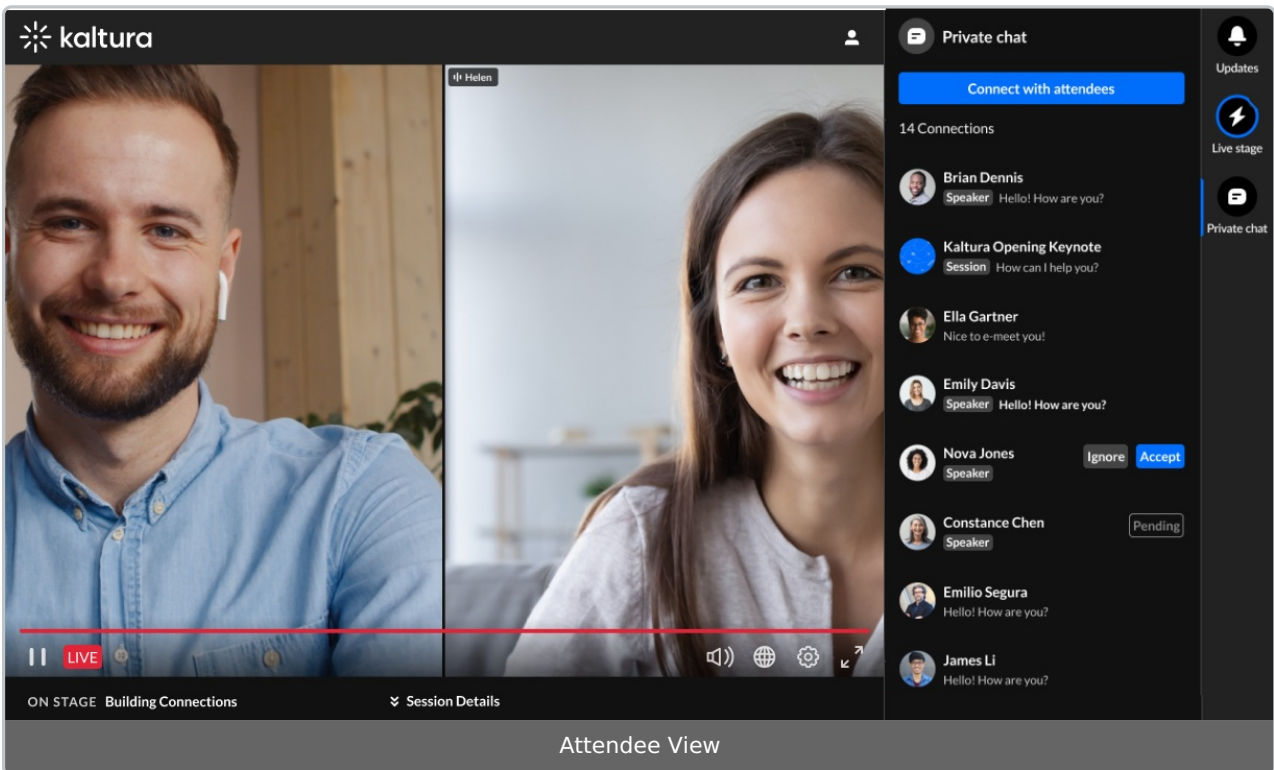 kaltura
Helen
LIVE
ON STAGE Building Connections
Session Details
Private chat
Connect with attendees
14 Connections
Brian Dennis
Speaker Hello! How are you?
Kaltura Opening Keynote
Session How can I help you?
Ella Gartner
Nice to e-meet you!
Emily Davis
Speaker Hello! How are you?
Nova Jones
Speaker
Ignore Accept
Constance Chen
Speaker
Pending
Emilio Segura
Hello! How are you?
James Li
Hello! How are you?
Updates
Live stage
Private chat
Attendee View